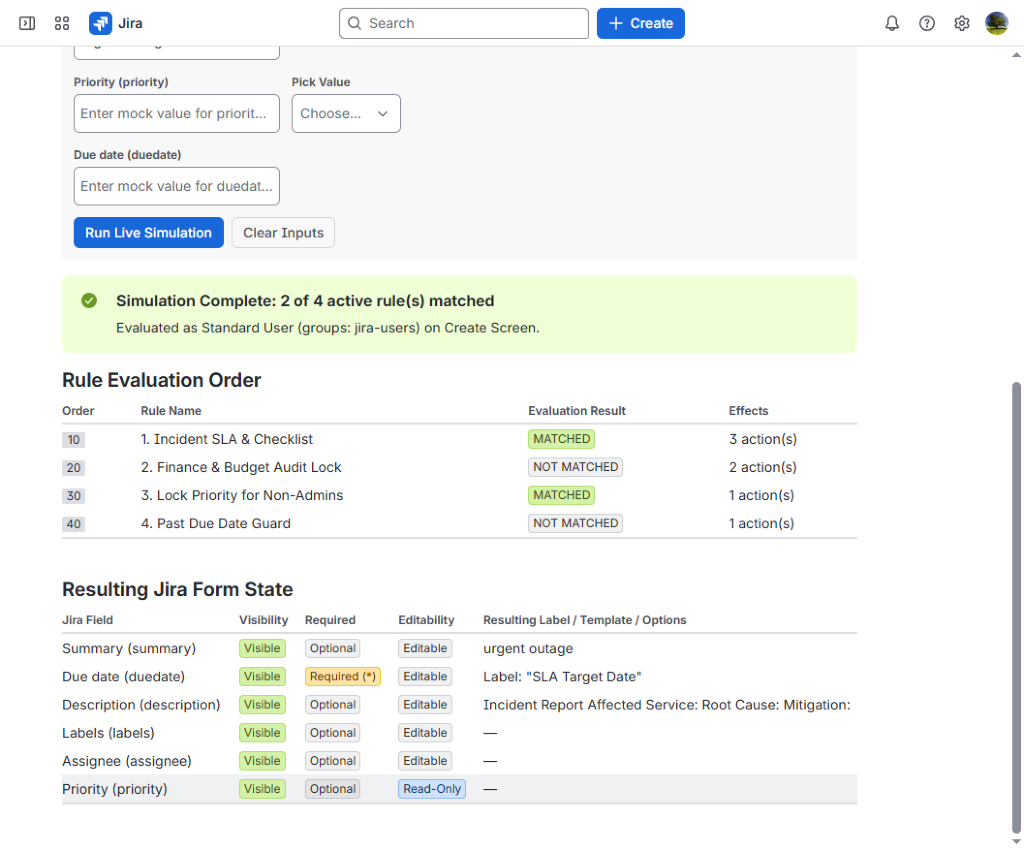 Jira
Search
Create
Priority (priority)
Pick Value
Enter mock value for priorit...
Choose...
Due date (duedate)
Enter mock value for duedat...
Run Live Simulation
Clear Inputs
Simulation Complete: 2 of 4 active rule(s) matched
Evaluated as Standard User (groups: jira-users) on Create Screen.
Rule Evaluation Order
Order Rule Name Evaluation Result Effects
10 1. Incident SLA & Checklist MATCHED 3 action(s)
20 2. Finance & Budget Audit Lock NOT MATCHED 2 action(s)
30 3. Lock Priority for Non-Admins MATCHED 1 action(s)
40 4. Past Due Date Guard NOT MATCHED 1 action(s)
Resulting Jira Form State
Jira Field Visibility Required Editability Resulting Label / Template / Options
Summary (summary) Visible Optional Editable urgent outage
Due date (duedate) Visible Required (*) Editable Label: "SLA Target Date"
Description (description) Visible Optional Editable Incident Report Affected Service: Root Cause: Mitigation:
Labels (labels) Visible Optional Editable —
Assignee (assignee) Visible Optional Editable —
Priority (priority) Visible Optional Read-Only —